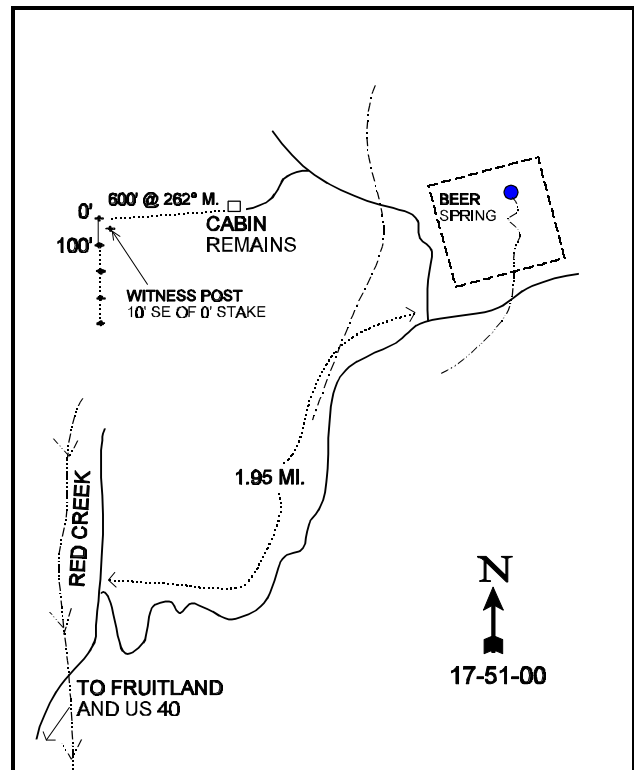 600' @ 262° M.
0'
100'
CABIN
REMAINS
BEER
SPRING
WITNESS POST
10' SE OF 0' STAKE
1.95 MI.
RED CREEK
N
17-51-00
TO FRUITLAND
AND US 40